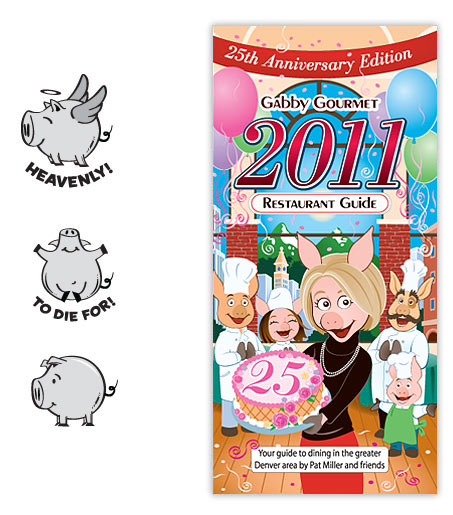 HEAVENLY!
TO DIE FOR!
25th Anniversary Edition
GABBY GOURMET
2011
RESTAURANT GUIDE
25
Your guide to dining in the greater
Denver area by Pat Miller and friends